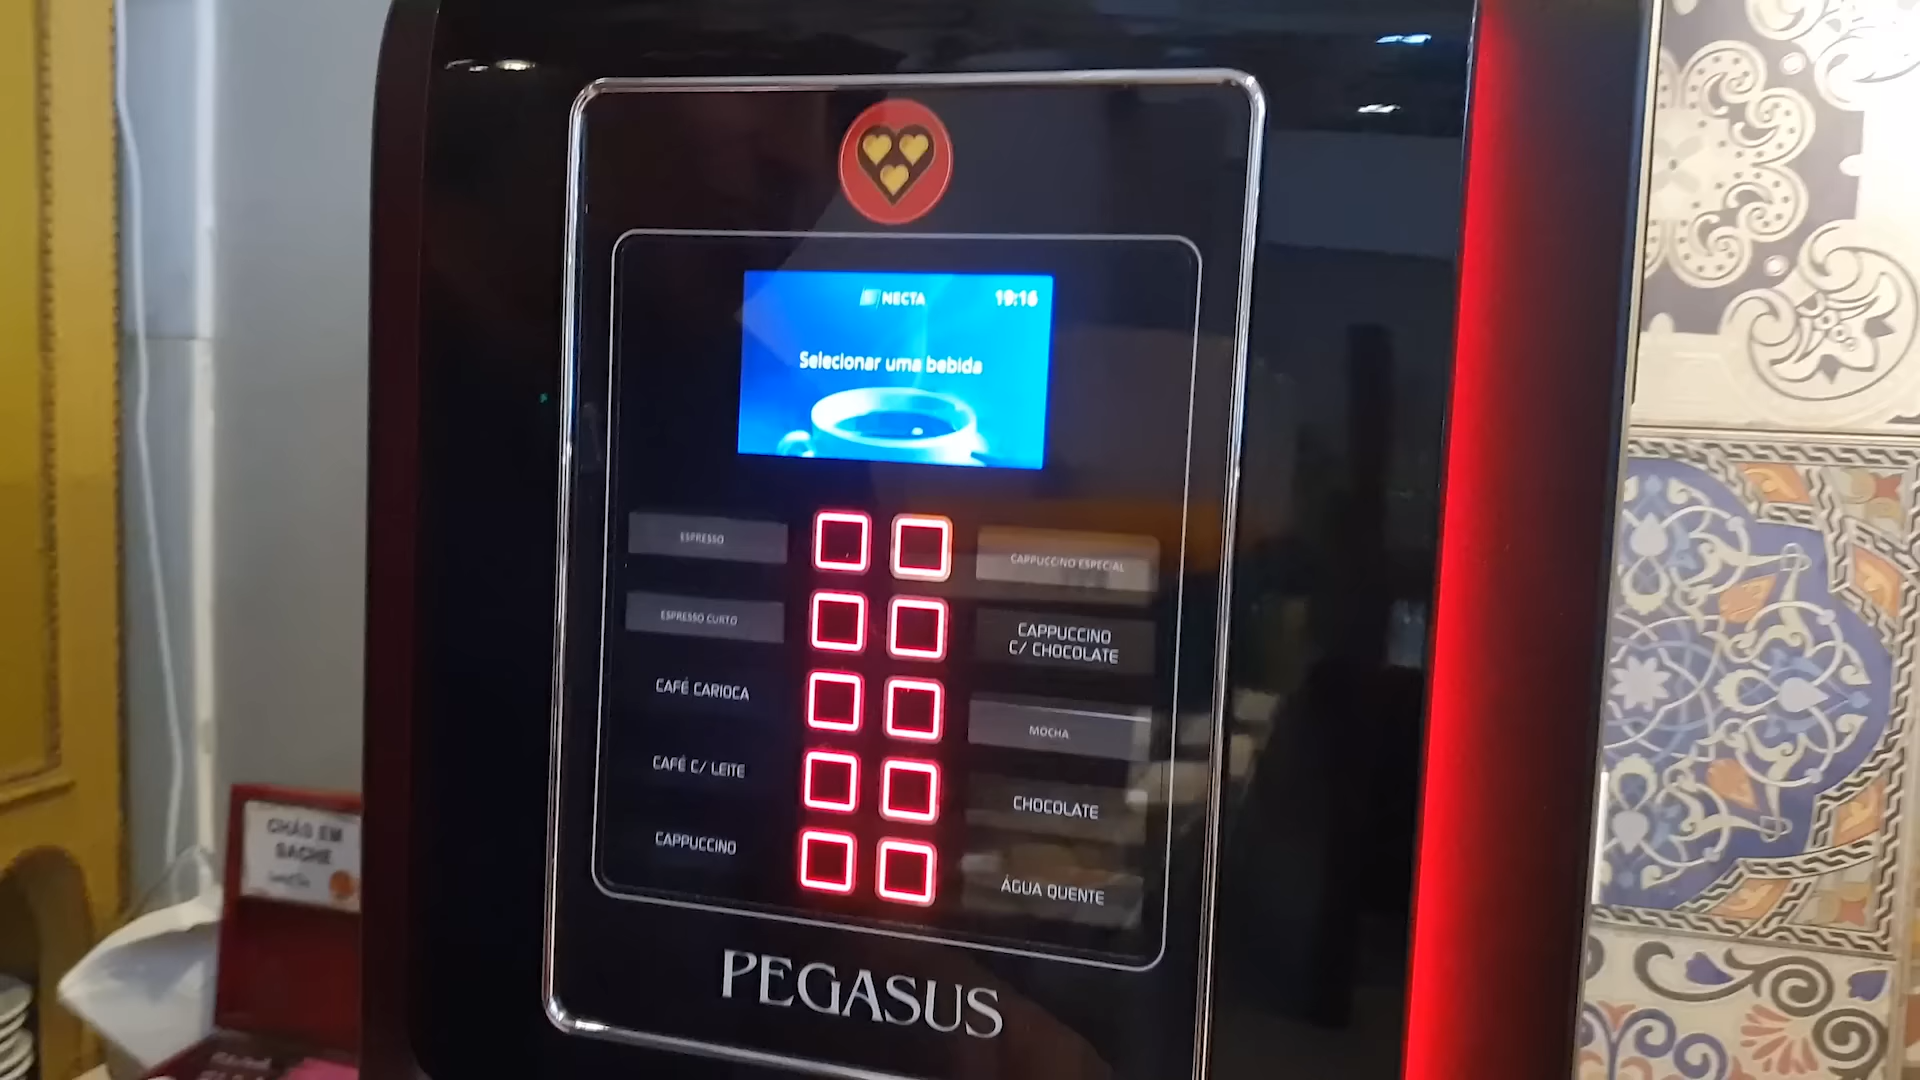 NECTA
19:16
Selecionar uma bebida
ESPRESSO
CAPPUCCINO ESPECIAL
ESPRESSO CURTO
CAPPUCCINO
C/ CHOCOLATE
CAFÉ CARIOCA
MOCHA
CAFÉ C/ LEITE
CHOCOLATE
CAPPUCCINO
ÁGUA QUENTE
PEGASUS
CHÁS EM
SACHE